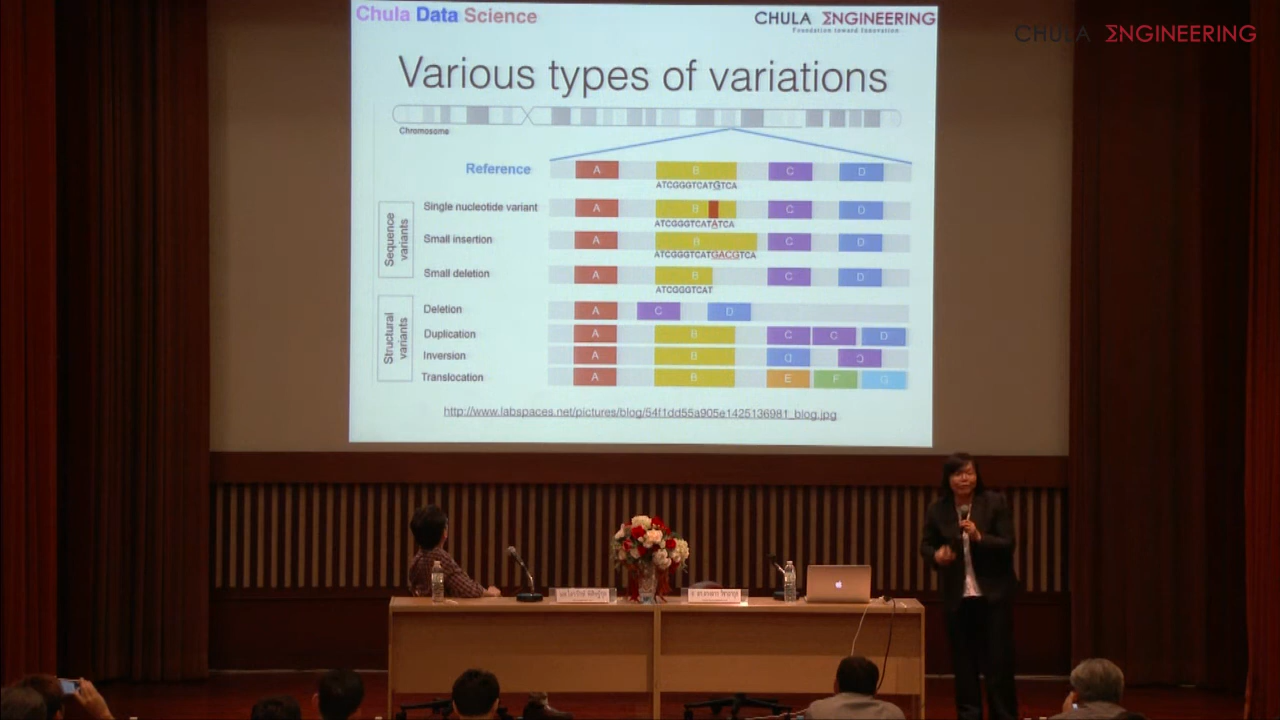 Chula Data Science
CHULA ΣNGINEERING
Foundation toward Innovation
CHULA ΣNGINEERING
Various types of variations
Chromosome
Reference
A B C D
ATCGGGTCATGTCA
Sequence variants
Single nucleotide variant
A B C D
ATCGGGTCATATCA
Small insertion
A B C D
ATCGGGTCATGACGTCA
Small deletion
A B C D
ATCGGGTCAT
Structural variants
Deletion
A C D
Duplication
A B C C D
Inversion
A B D C
Translocation
A B E F G
http://www.labspaces.net/pictures/blog/54f1dd55a905e1425136981_blog.jpg